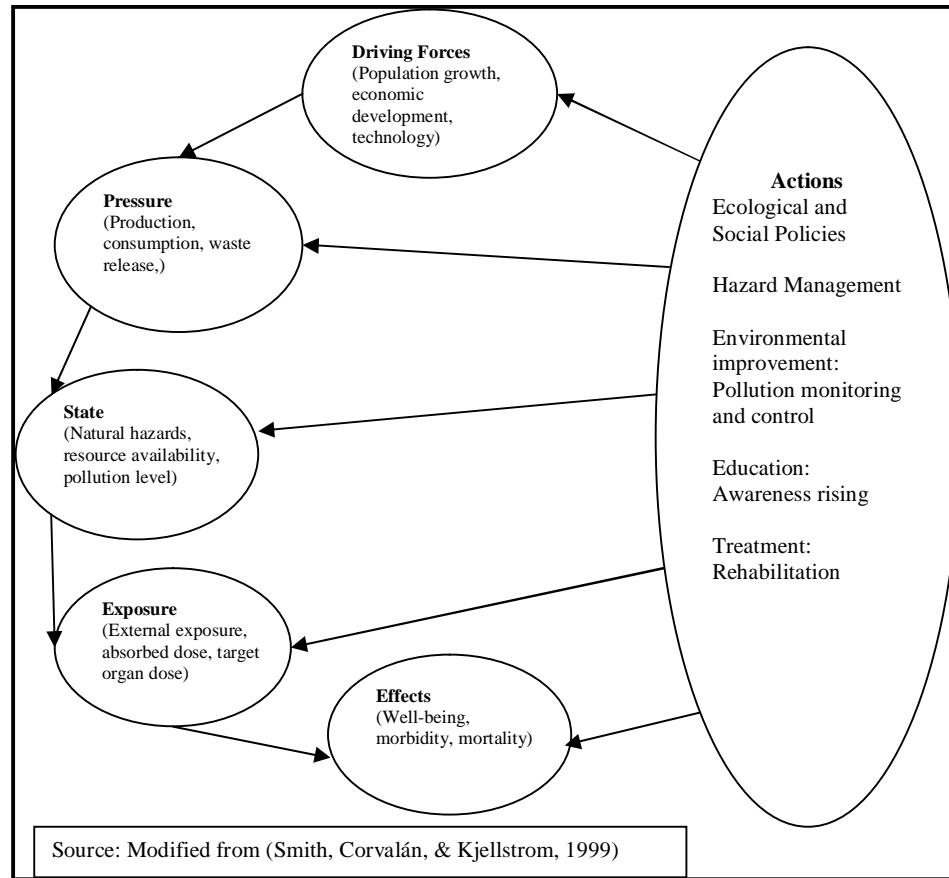 Driving Forces
(Population growth,
economic
development,
technology)
Pressure
(Production,
consumption, waste
release,)
State
(Natural hazards,
resource availability,
pollution level)
Exposure
(External exposure,
absorbed dose, target
organ dose)
Effects
(Well-being,
morbidity, mortality)
Actions
Ecological and
Social Policies
Hazard Management
Environmental
improvement:
Pollution monitoring
and control
Education:
Awareness rising
Treatment:
Rehabilitation
Source: Modified from (Smith, Corvalán, & Kjellstrom, 1999)